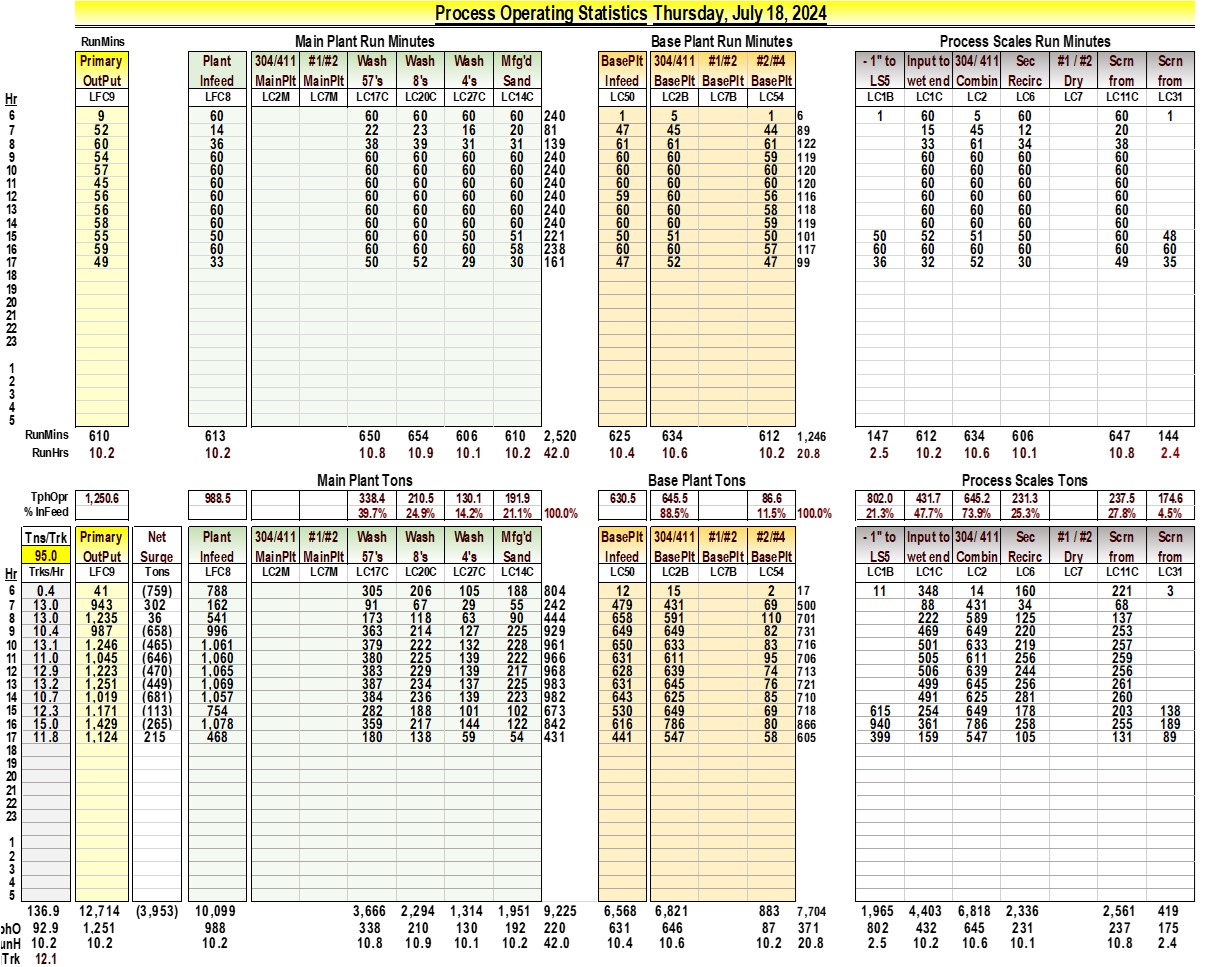 Process Operating Statistics Thursday, July 18, 2024
RunMins Main Plant Run Minutes Base Plant Run Minutes Process Scales Run Minutes
Primary Plant 304/411 #1/#2 Wash Wash Wash Mfg'd BasePlt 304/411 #1/#2 #2/#4 - 1" to Input to 304/ 411 Sec #1 / #2 Scrn Scrn
OutPut Infeed MainPlt MainPlt 57's 8's 4's Sand Infeed BasePlt BasePlt BasePlt LS5 wet end Combin Recirc Dry from from
Hr LFC9 LFC8 LC2M LC7M LC17C LC20C LC27C LC14C LC50 LC2B LC7B LC54 LC1B LC1C LC2 LC6 LC7 LC11C LC31
6 9 60 60 60 60 60 240 1 5 1 6 1 60 5 60 60 1
7 52 14 22 23 16 20 81 47 45 44 89 15 45 12 20
8 60 36 38 39 31 31 139 61 61 61 122 33 61 34 38
9 54 60 60 60 60 60 240 60 60 59 119 60 60 60 60
10 57 60 60 60 60 60 240 60 60 60 120 60 60 60 60
11 45 60 60 60 60 60 240 60 60 60 120 60 60 60 60
12 56 60 60 60 60 60 240 59 60 56 116 60 60 60 60
13 56 60 60 60 60 60 240 60 60 58 118 60 60 60 60
14 58 60 60 60 60 60 240 60 60 59 119 60 60 60 60
15 55 50 60 60 50 51 221 50 51 50 101 50 52 51 50 60 48
16 59 60 60 60 60 58 238 60 60 57 117 60 60 60 60 60 60
17 49 33 50 52 29 30 161 47 52 47 99 36 32 52 30 49 35
18
19
20
21
22
23
1
2
3
4
5
RunMins 610 613 650 654 606 610 2,520 625 634 612 1,246 147 612 634 606 647 144
RunHrs 10.2 10.2 10.8 10.9 10.1 10.2 42.0 10.4 10.6 10.2 20.8 2.5 10.2 10.6 10.1 10.8 2.4
Main Plant Tons Base Plant Tons Process Scales Tons
TphOpr 1,250.6 988.5 338.4 210.5 130.1 191.9 630.5 645.5 86.6 802.0 431.7 645.2 231.3 237.5 174.6
% InFeed 39.7% 24.9% 14.2% 21.1% 100.0% 88.5% 11.5% 100.0% 21.3% 47.7% 73.9% 25.3% 27.8% 4.5%
Tns/Trk Primary Net Plant 304/411 #1/#2 Wash Wash Wash Mfg'd BasePlt 304/411 #1/#2 #2/#4 - 1" to Input to 304/ 411 Sec #1 / #2 Scrn Scrn
95.0 OutPut Surge Infeed MainPlt MainPlt 57's 8's 4's Sand Infeed BasePlt BasePlt BasePlt LS5 wet end Combin Recirc Dry from from
Hr Trks/Hr LFC9 Tons LFC8 LC2M LC7M LC17C LC20C LC27C LC14C LC50 LC2B LC7B LC54 LC1B LC1C LC2 LC6 LC7 LC11C LC31
6 0.4 41 (759) 788 305 206 105 188 804 12 15 2 17 11 348 14 160 221 3
7 13.0 943 302 162 91 67 29 55 242 479 431 69 500 88 431 34 68
8 13.0 1,235 36 541 173 118 63 90 444 658 591 110 701 222 589 125 137
9 10.4 987 (658) 996 363 214 127 225 929 649 649 82 731 469 649 220 253
10 13.1 1,246 (465) 1,061 379 222 132 228 961 650 633 83 716 501 633 219 257
11 11.0 1,045 (646) 1,060 380 225 139 222 966 631 611 95 706 505 611 256 259
12 12.9 1,223 (470) 1,065 383 229 139 217 968 628 639 74 713 506 639 244 256
13 13.2 1,251 (449) 1,069 387 234 137 225 983 631 645 76 721 499 645 256 261
14 10.7 1,019 (681) 1,057 384 236 139 223 982 643 625 85 710 491 625 281 260
15 12.3 1,171 (113) 754 282 188 101 102 673 530 649 69 718 615 254 649 178 203 138
16 15.0 1,429 (265) 1,078 359 217 144 122 842 616 786 80 866 940 361 786 258 255 189
17 11.8 1,124 215 468 180 138 59 54 431 441 547 58 605 399 159 547 105 131 89
18
19
20
21
22
23
1
2
3
4
5
136.9 12,714 (3,953) 10,099 3,666 2,294 1,314 1,951 9,225 6,568 6,821 883 7,704 1,965 4,403 6,818 2,336 2,561 419
phO 92.9 1,251 988 338 210 130 192 220 631 646 87 371 802 432 645 231 237 175
unH 10.2 10.2 10.2 10.8 10.9 10.1 10.2 42.0 10.4 10.6 10.2 20.8 2.5 10.2 10.6 10.1 10.8 2.4
Trk 12.1